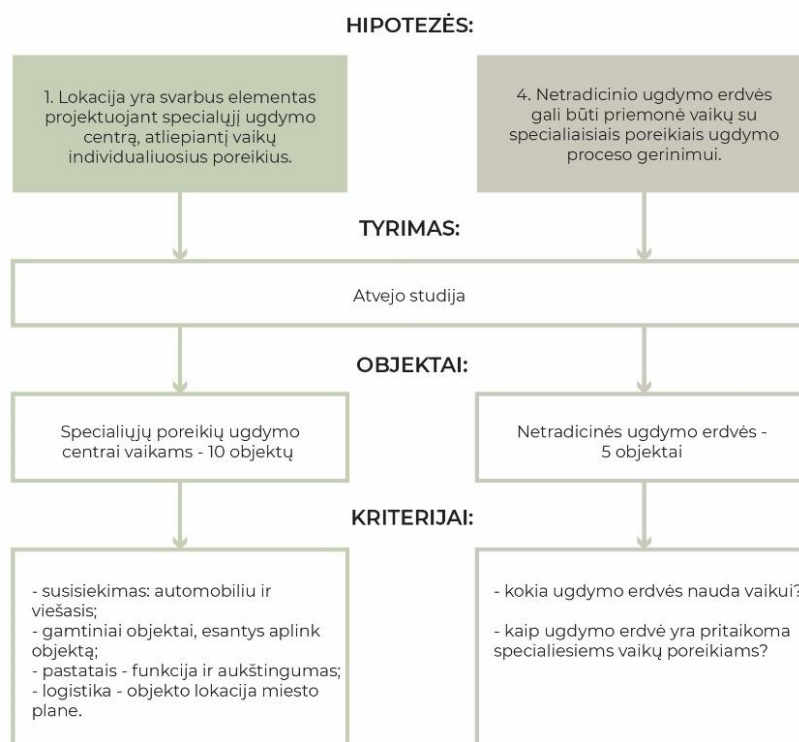 HIPOTEZĖS:
1. Lokacija yra svarbus elementas
projektuojant specialųjį ugdymo
centrą, atliepiantį vaikų
individualiuosius poreikius.
4. Netradicinio ugdymo erdvės
gali būti priemonė vaikų su
specialiaisiais poreikiais ugdymo
proceso gerinimui.
TYRIMAS:
Atvejo studija
OBJEKTAI:
Specialiųjų poreikių ugdymo
centrai vaikams - 10 objektų
Netradicinės ugdymo erdvės -
5 objektai
KRITERIJAI:
- susisiekimas: automobiliu ir
viešasis;
- gamtiniai objektai, esantys aplink
objektą;
- pastatais - funkcija ir aukštingumas;
- logistika - objekto lokacija miesto
plane.
- kokia ugdymo erdvės nauda vaikui?
- kaip ugdymo erdvė yra pritaikoma
specialiesiems vaikų poreikiams?